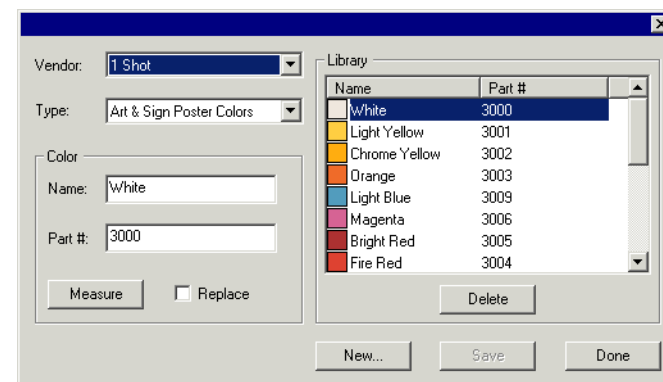 Vendor: 1 Shot
Type: Art & Sign Poster Colors
Color
Name: White
Part #: 3000
Measure Replace
Library
Name Part #
White 3000
Light Yellow 3001
Chrome Yellow 3002
Orange 3003
Light Blue 3009
Magenta 3006
Bright Red 3005
Fire Red 3004
Delete
New... Save Done